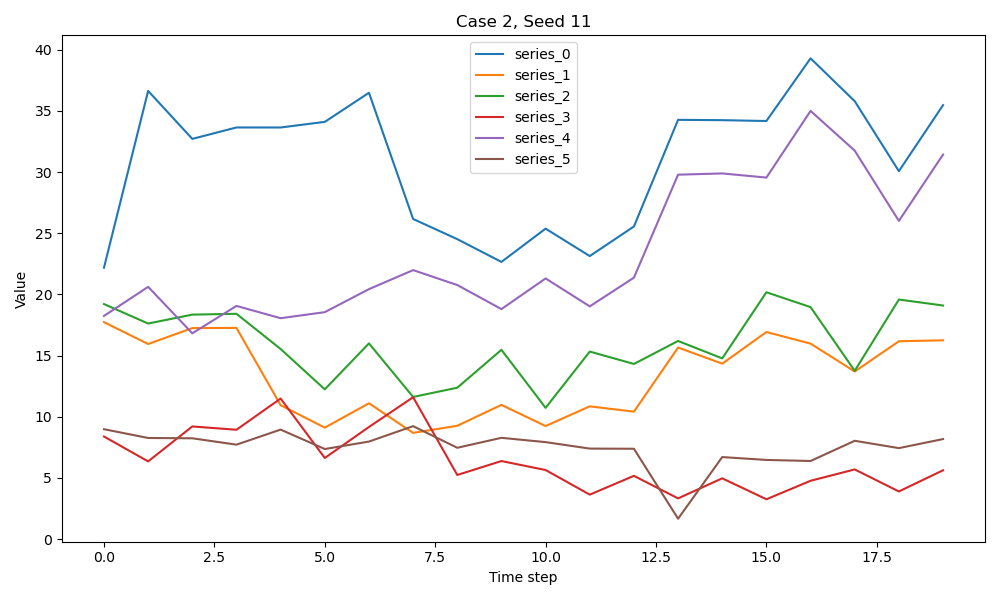 Case 2, Seed 11
series_0
series_1
series_2
series_3
series_4
series_5
Value
40
35
30
25
20
15
10
5
0
0.0 2.5 5.0 7.5 10.0 12.5 15.0 17.5
Time step